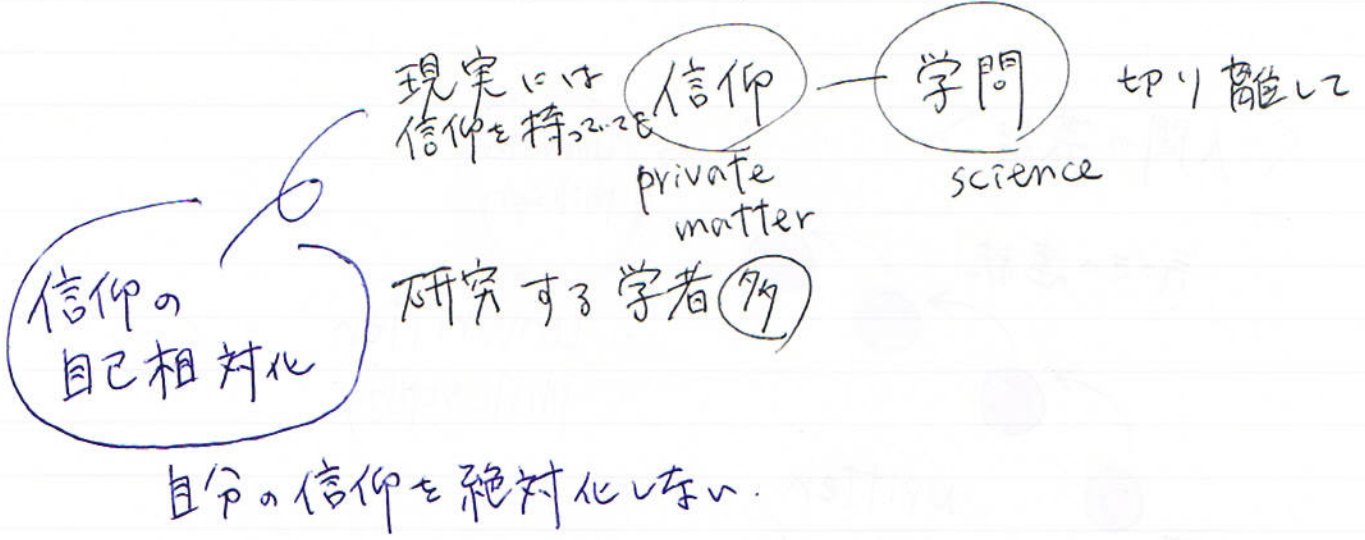 現実には 信仰 — 学問 切り離して
信仰を持っていても
private science
matter
研究する学者 多
信仰の
自己相対化
自分の信仰を絶対化しない.